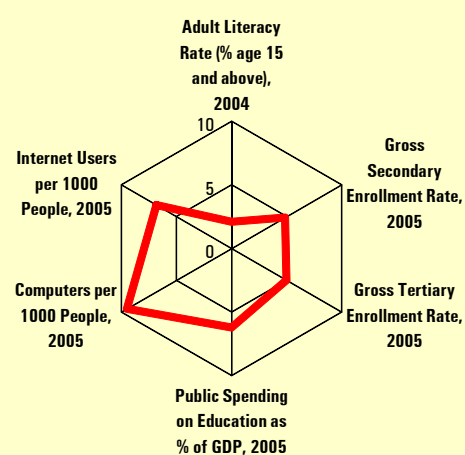 Adult Literacy
Rate (% age 15
and above),
2004
10
5
0
Gross
Secondary
Enrollment Rate,
2005
Gross Tertiary
Enrollment Rate,
2005
Public Spending
on Education as
% of GDP, 2005
Computers per
1000 People,
2005
Internet Users
per 1000
People, 2005